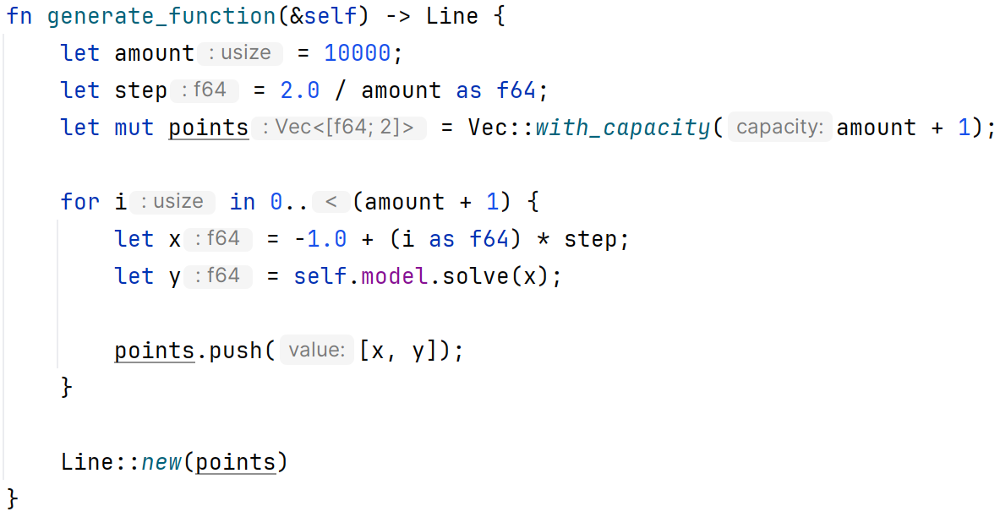 fn generate_function(&self) -> Line {
    let amount: usize = 10000;
    let step: f64 = 2.0 / amount as f64;
    let mut points: Vec<[f64; 2]> = Vec::with_capacity(capacity: amount + 1);
    for i: usize in 0..<(amount + 1) {
        let x: f64 = -1.0 + (i as f64) * step;
        let y: f64 = self.model.solve(x);
        points.push(value: [x, y]);
    }
    Line::new(points)
}